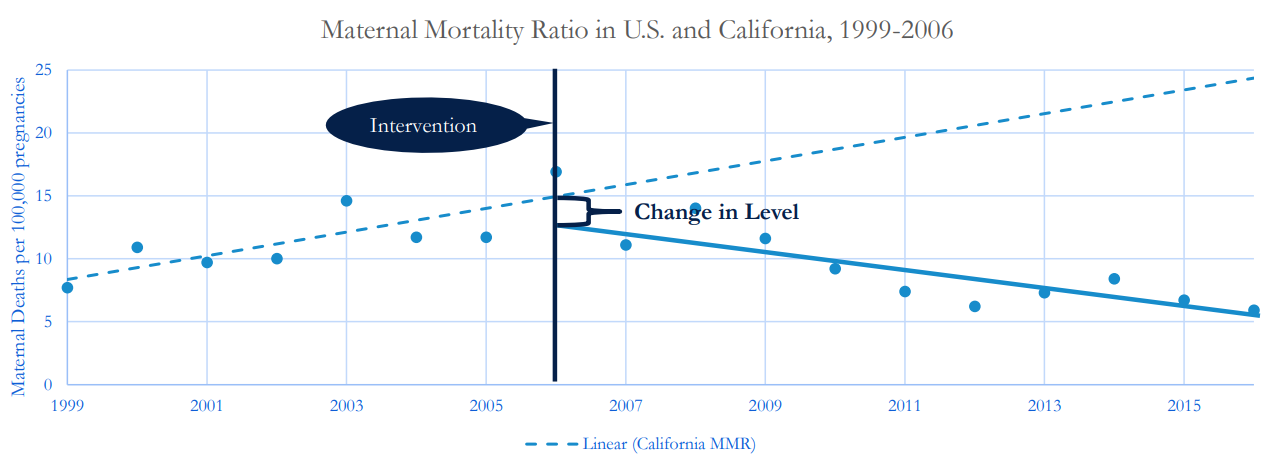 Maternal Mortality Ratio in U.S. and California, 1999-2006
Maternal Deaths per 100,000 pregnancies
25
20
15
10
5
0
Intervention
Change in Level
1999 2001 2003 2005 2007 2009 2011 2013 2015
Linear (California MMR)